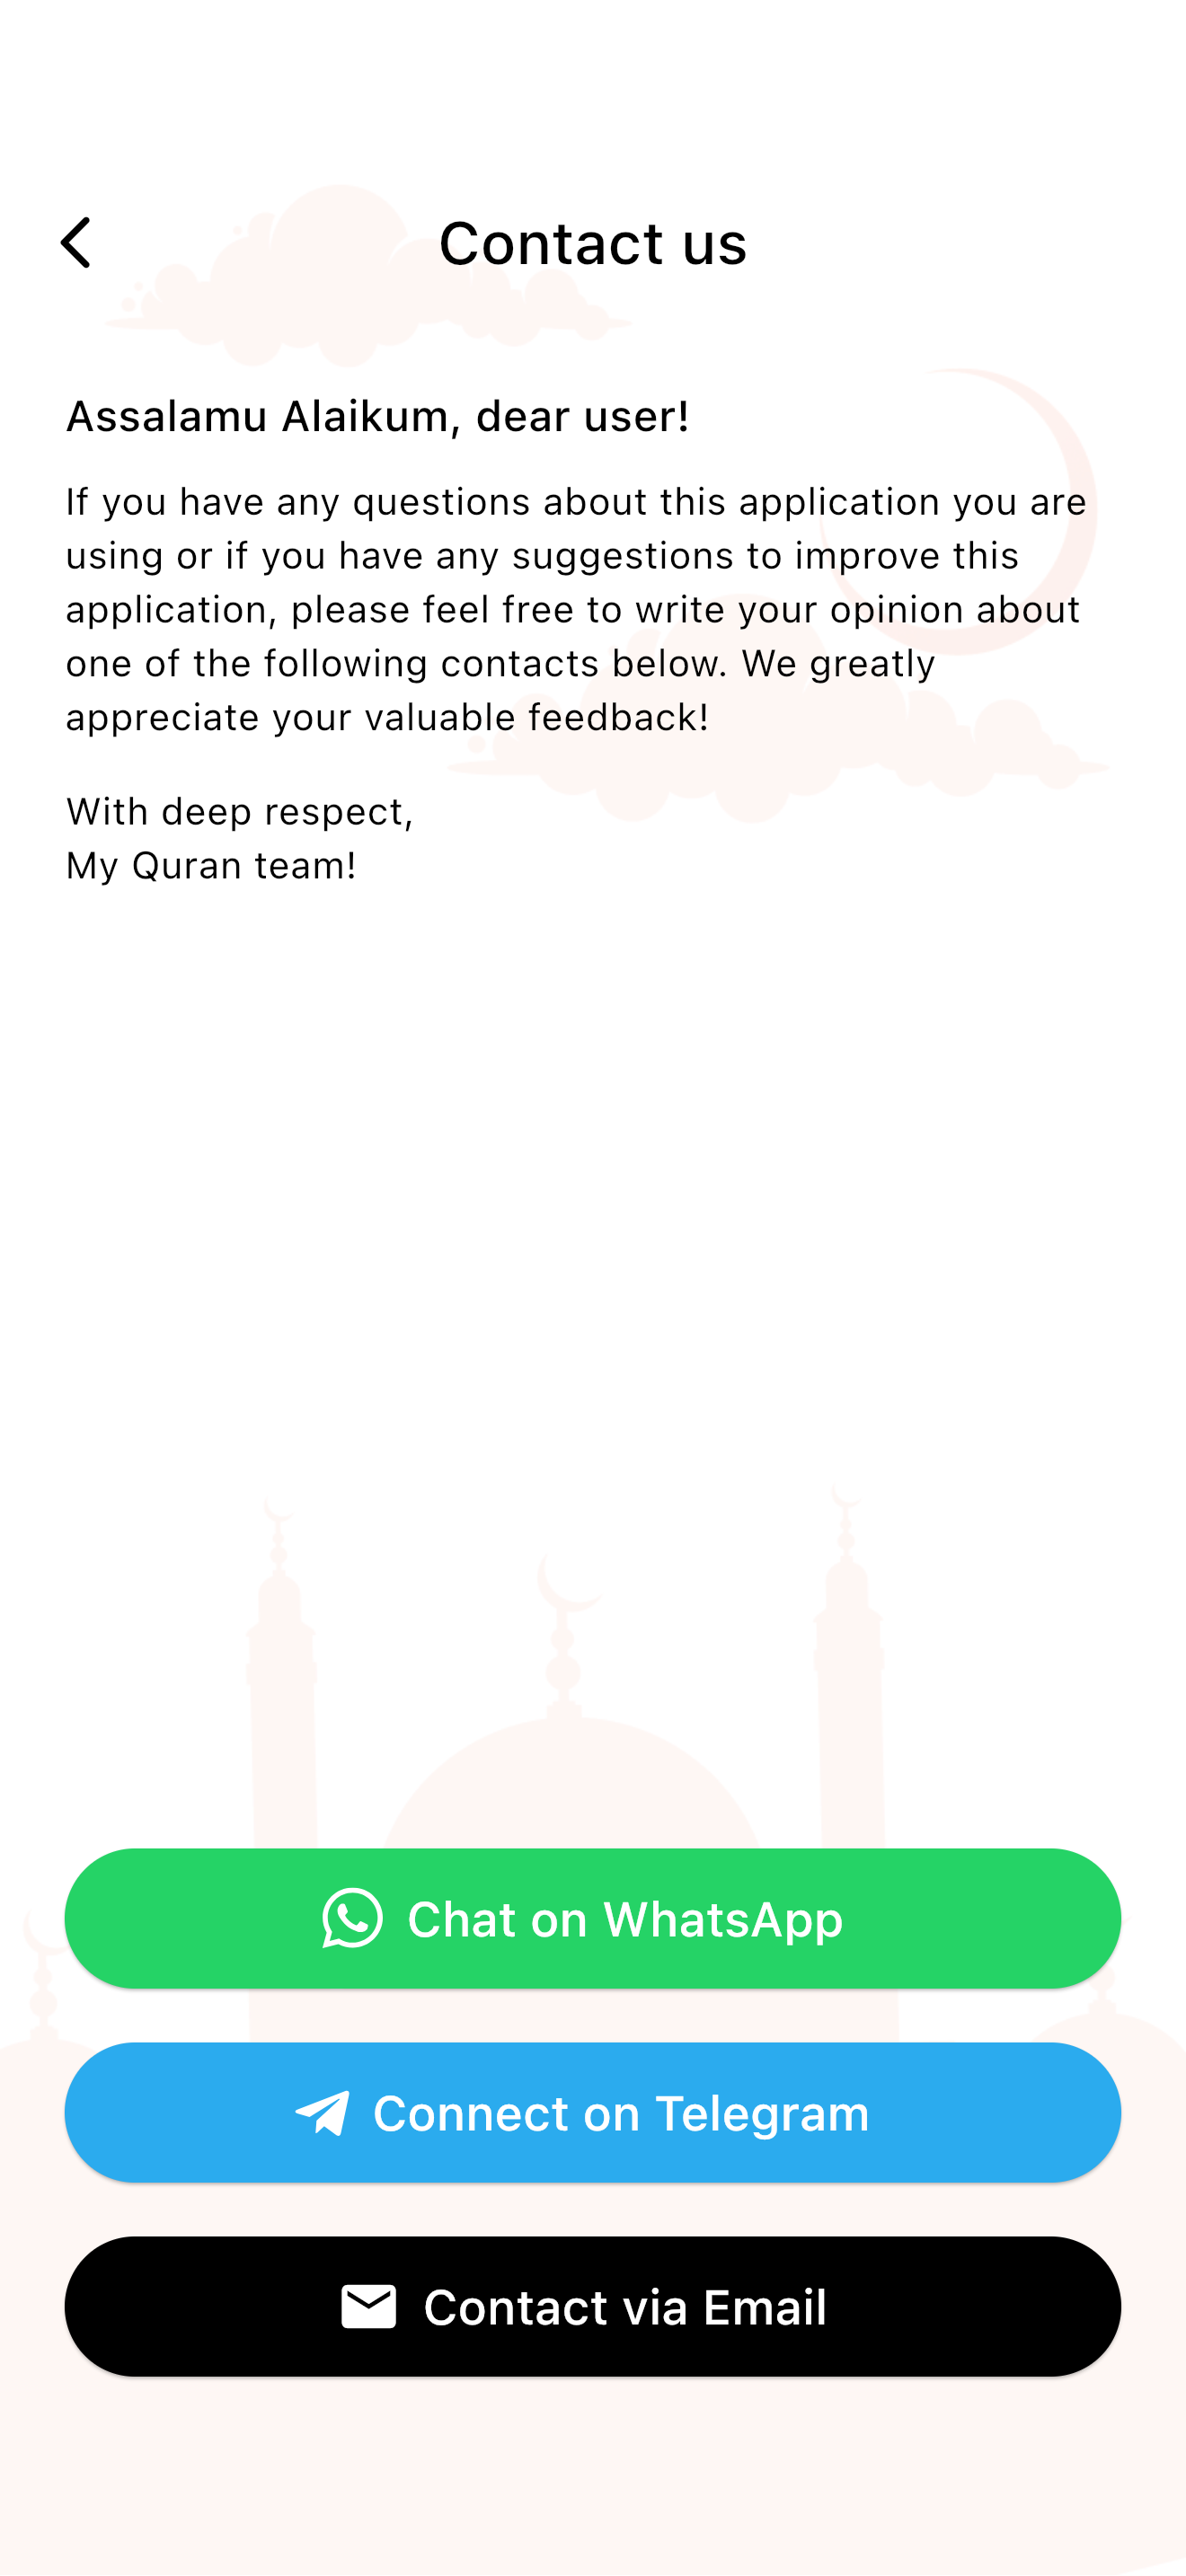 Contact us
Assalamu Alaikum, dear user!
If you have any questions about this application you are
using or if you have any suggestions to improve this
application, please feel free to write your opinion about
one of the following contacts below. We greatly
appreciate your valuable feedback!
With deep respect,
My Quran team!
Chat on WhatsApp
Connect on Telegram
Contact via Email